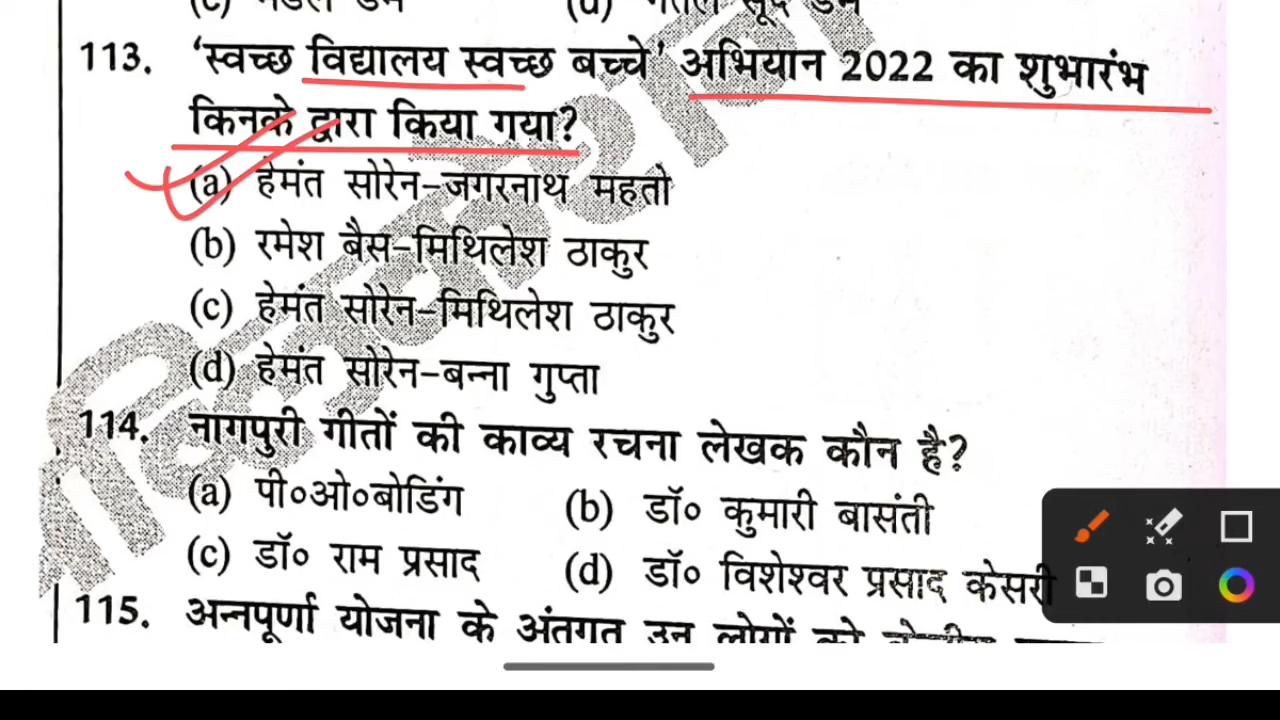 113. ‘स्वच्छ विद्यालय स्वच्छ बच्चे’ अभियान 2022 का शुभारंभ
किनके द्वारा किया गया?
(a) हेमंत सोरेन-जगरनाथ महतो
(b) रमेश बैस-मिथिलेश ठाकुर
(c) हेमंत सोरेन-मिथिलेश ठाकुर
(d) हेमंत सोरेन-बन्ना गुप्ता
114. नागपुरी गीतों की काव्य रचना लेखक कौन है?
(a) पी०ओ०बोडिंग (b) डॉ० कुमारी बासंती
(c) डॉ० राम प्रसाद (d) डॉ० विशेश्वर प्रसाद केसरी
115. अन्नपूर्णा योजना के अंतगत उन लोगों को